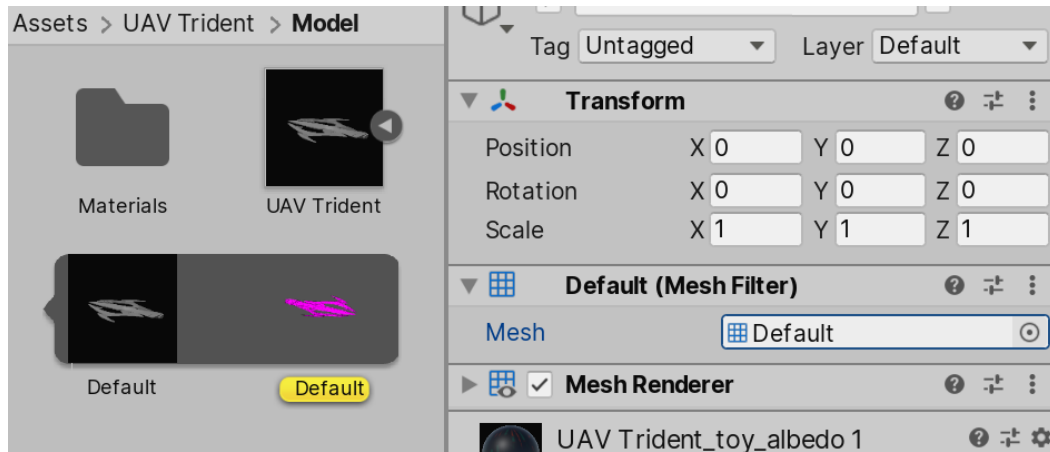 Assets > UAV Trident > Model
Materials
UAV Trident
Default
Default
Tag Untagged Layer Default
Transform
Position X 0 Y 0 Z 0
Rotation X 0 Y 0 Z 0
Scale X 1 Y 1 Z 1
Default (Mesh Filter)
Mesh Default
Mesh Renderer
UAV Trident_toy_albedo 1